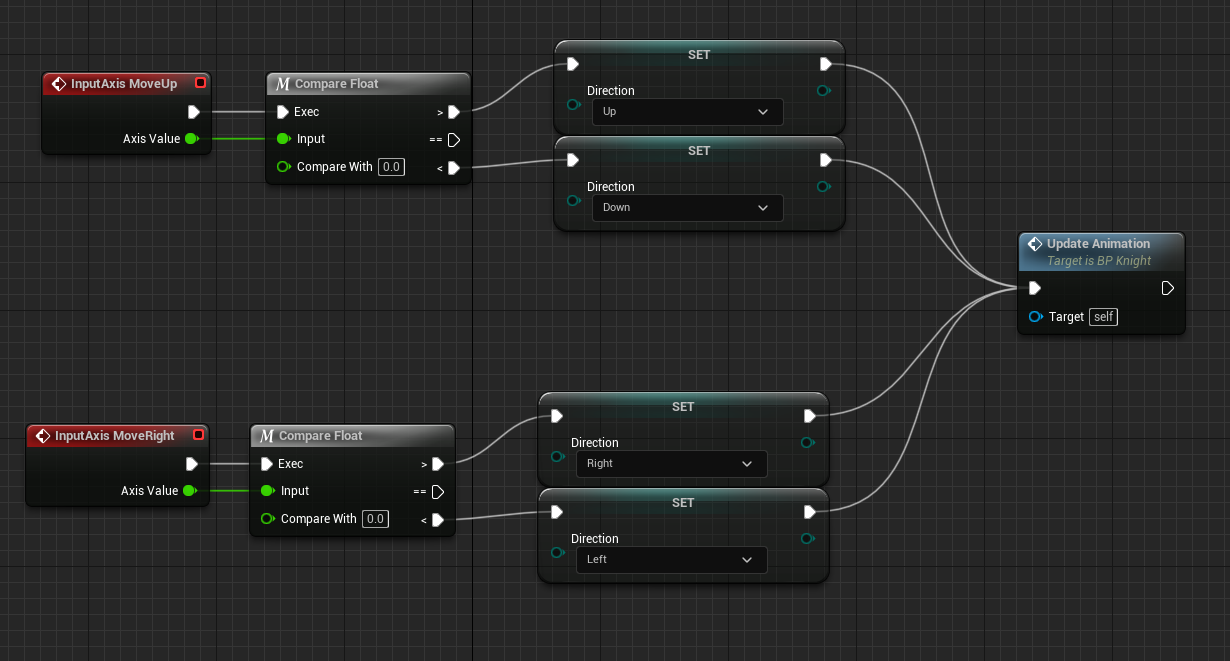 InputAxis MoveUp
Axis Value
M Compare Float
Exec
>
Input
==
Compare With 0.0
<
SET
Direction
Up
SET
Direction
Down
Update Animation
Target is BP Knight
Target self
InputAxis MoveRight
Axis Value
M Compare Float
Exec
>
Input
==
Compare With 0.0
<
SET
Direction
Right
SET
Direction
Left